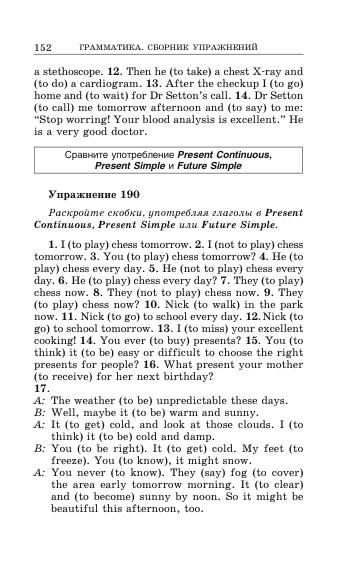 152 ГРАММАТИКА. СБОРНИК УПРАЖНЕНИЙ
a stethoscope. 12. Then he (to take) a chest X-ray and
(to do) a cardiogram. 13. After the checkup I (to go)
home and (to wait) for Dr Setton's call. 14. Dr Setton
(to call) me tomorrow afternoon and (to say) to me:
“Stop worring! Your blood analysis is excellent.” He
is a very good doctor.
Сравните употребление Present Continuous,
Present Simple и Future Simple
Упражнение 190
Раскройте скобки, употребляя глаголы в Present
Continuous, Present Simple или Future Simple.
1. I (to play) chess tomorrow. 2. I (not to play) chess
tomorrow. 3. You (to play) chess tomorrow? 4. He (to
play) chess every day. 5. He (not to play) chess every
day. 6. He (to play) chess every day? 7. They (to play)
chess now. 8. They (not to play) chess now. 9. They
(to play) chess now? 10. Nick (to walk) in the park
now. 11. Nick (to go) to school every day. 12. Nick (to
go) to school tomorrow. 13. I (to miss) your excellent
cooking! 14. You ever (to buy) presents? 15. You (to
think) it (to be) easy or difficult to choose the right
presents for people? 16. What present your mother
(to receive) for her next birthday?
17.
A: The weather (to be) unpredictable these days.
B: Well, maybe it (to be) warm and sunny.
A: It (to get) cold, and look at those clouds. I (to
think) it (to be) cold and damp.
B: You (to be right). It (to get) cold. My feet (to
freeze). You (to know), it might snow.
A: You never (to know). They (to say) fog (to cover)
the area early tomorrow morning. It (to clear)
and (to become) sunny by noon. So it might be
beautiful this afternoon, too.